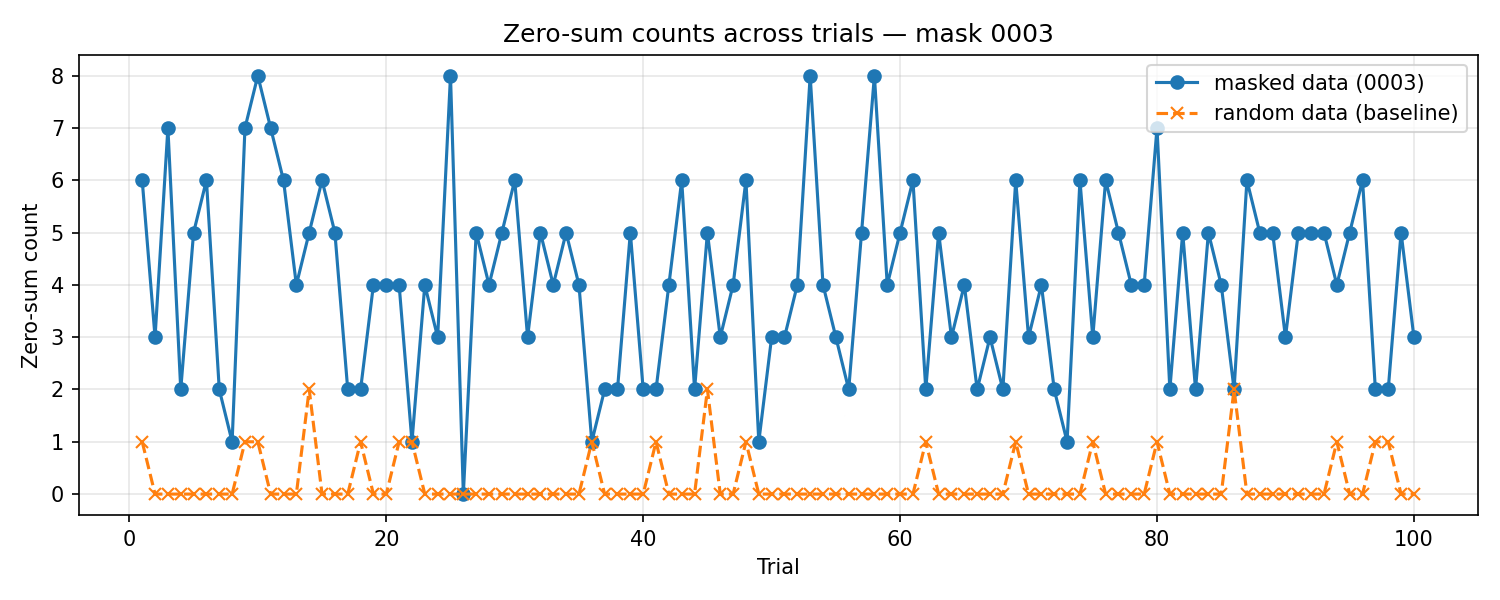 Zero-sum counts across trials — mask 0003
masked data (0003)
random data (baseline)
Zero-sum count
8
7
6
5
4
3
2
1
0
0 20 40 60 80 100
Trial